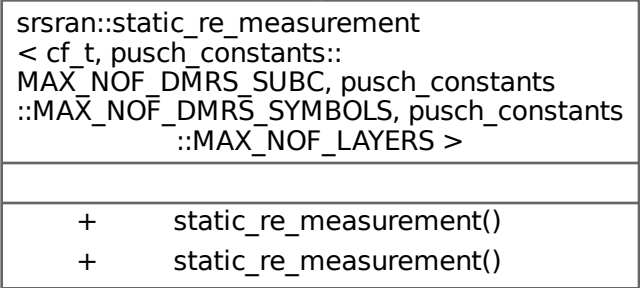 srsran::static_re_measurement
< cf_t, pusch_constants::
MAX_NOF_DMRS_SUBC, pusch_constants
::MAX_NOF_DMRS_SYMBOLS, pusch_constants
::MAX_NOF_LAYERS >
+ static_re_measurement()
+ static_re_measurement()